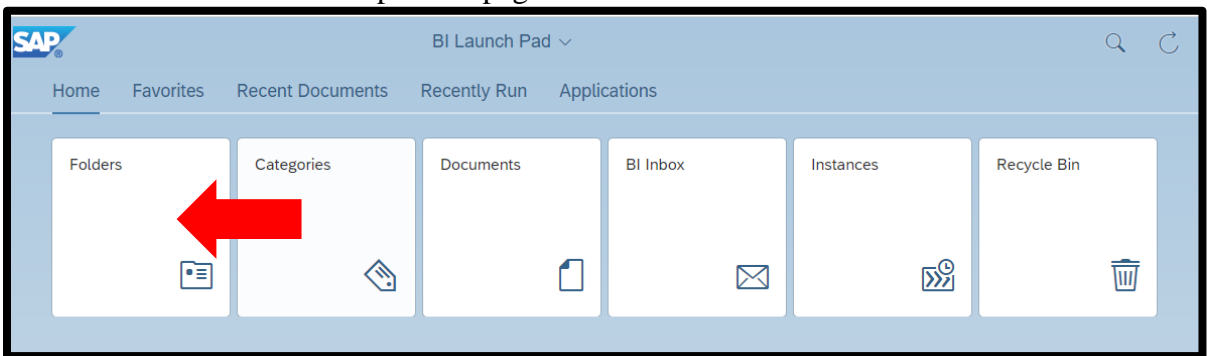 SAP®
BI Launch Pad
Home Favorites Recent Documents Recently Run Applications
Folders Categories Documents BI Inbox Instances Recycle Bin